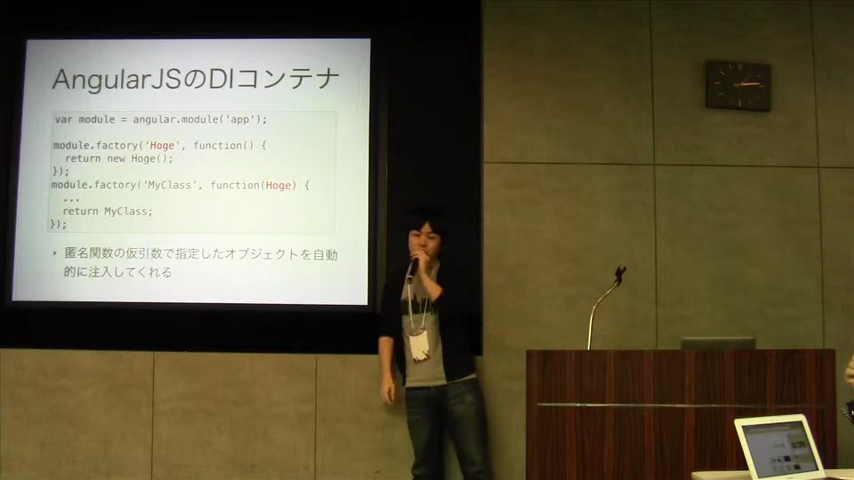 AngularJSのDIコンテナ
var module = angular.module('app');
module.factory('Hoge', function() {
return new Hoge();
});
module.factory('MyClass', function(Hoge) {
...
return MyClass;
});
‣ 匿名関数の仮引数で指定したオブジェクトを自動
的に注入してくれる